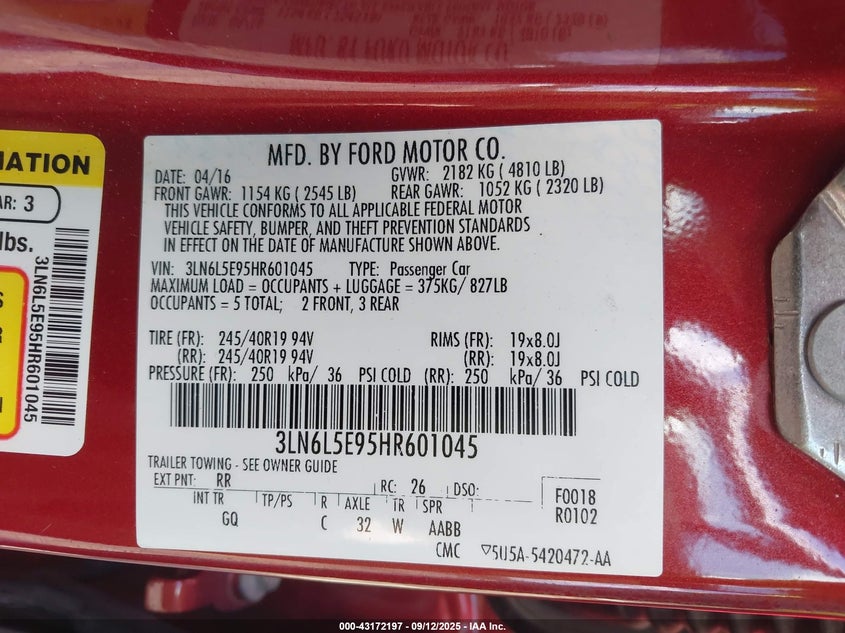 MFD. BY FORD MOTOR CO.
DATE: 04/16 GVWR: 2182 KG ( 4810 LB)
FRONT GAWR: 1154 KG ( 2545 LB) REAR GAWR: 1052 KG ( 2320 LB)
THIS VEHICLE CONFORMS TO ALL APPLICABLE FEDERAL MOTOR
VEHICLE SAFETY, BUMPER, AND THEFT PREVENTION STANDARDS
IN EFFECT ON THE DATE OF MANUFACTURE SHOWN ABOVE.
VIN: 3LN6L5E95HR601045 TYPE: Passenger Car
MAXIMUM LOAD = OCCUPANTS + LUGGAGE = 375KG/ 827LB
OCCUPANTS = 5 TOTAL; 2 FRONT, 3 REAR
TIRE (FR): 245/40R19 94V RIMS (FR): 19x8.0J
(RR): 245/40R19 94V (RR): 19x8.0J
PRESSURE (FR): 250 kPa/ 36 PSI COLD (RR): 250 kPa/ 36 PSI COLD
3LN6L5E95HR601045
TRAILER TOWING - SEE OWNER GUIDE
EXT PNT: RR RC: 26 DSO: F0018
INT TR TP/PS R AXLE TR SPR R0102
GQ C 32 W AABB
CMC ▽5U5A-5420472-AA
MATION
AR: 3
lbs.
3LN6L5E95HR601045
000-43172197 - 09/12/2025 - IAA Inc.